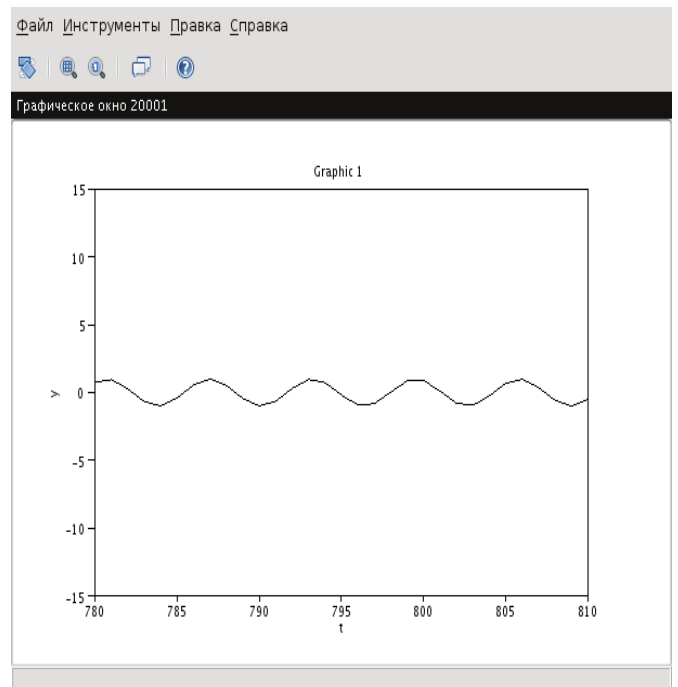 Файл Инструменты Правка Справка
Графическое окно 20001
Graphic 1
15
10
5
0
-5
-10
-15
y
780 785 790 795 800 805 810
t